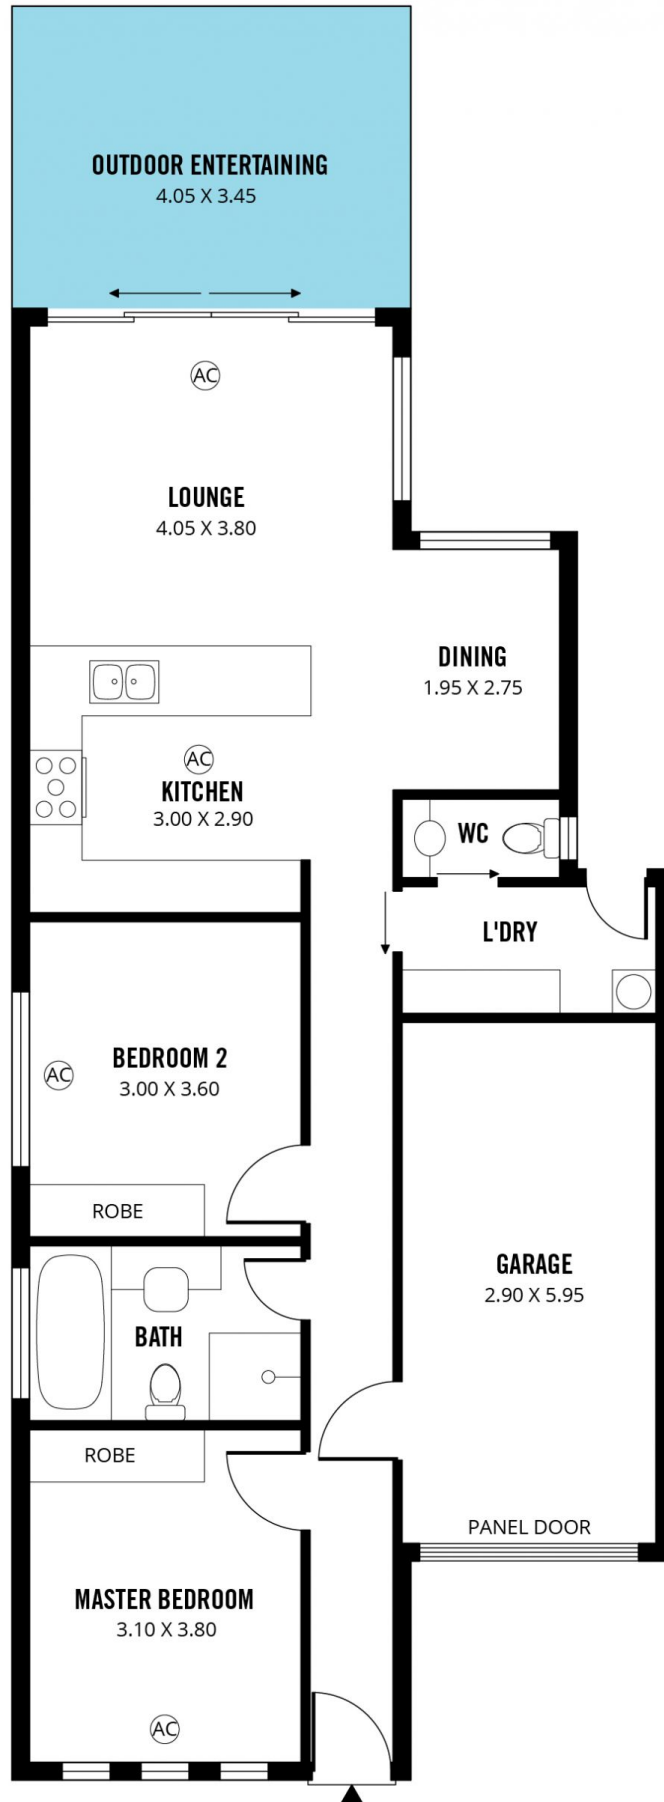 OUTDOOR ENTERTAINING
4.05 X 3.45
AC
LOUNGE
4.05 X 3.80
DINING
1.95 X 2.75
AC
KITCHEN
3.00 X 2.90
WC
L'DRY
BEDROOM 2
3.00 X 3.60
AC
ROBE
GARAGE
2.90 X 5.95
BATH
ROBE
PANEL DOOR
MASTER BEDROOM
3.10 X 3.80
AC